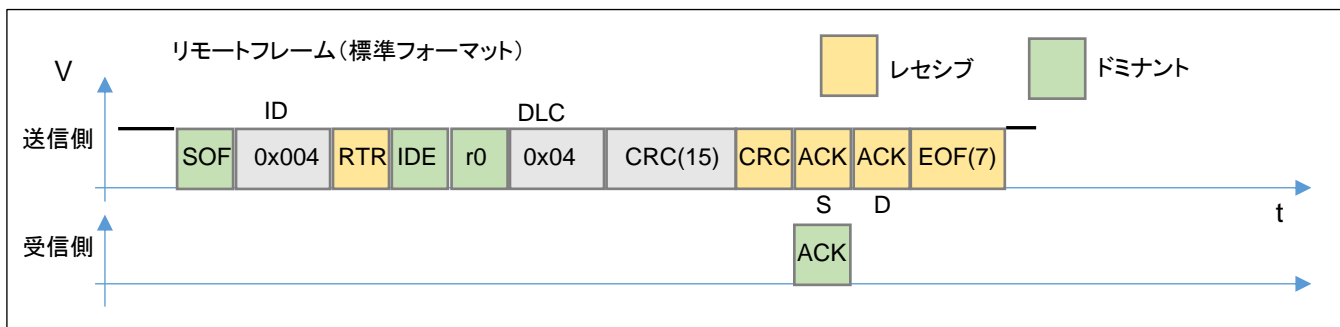 リモートフレーム（標準フォーマット）
レセシブ
ドミナント
V
ID
DLC
送信側
SOF
0x004
RTR
IDE
r0
0x04
CRC(15)
CRC
ACK
ACK
EOF(7)
S
D
t
受信側
ACK